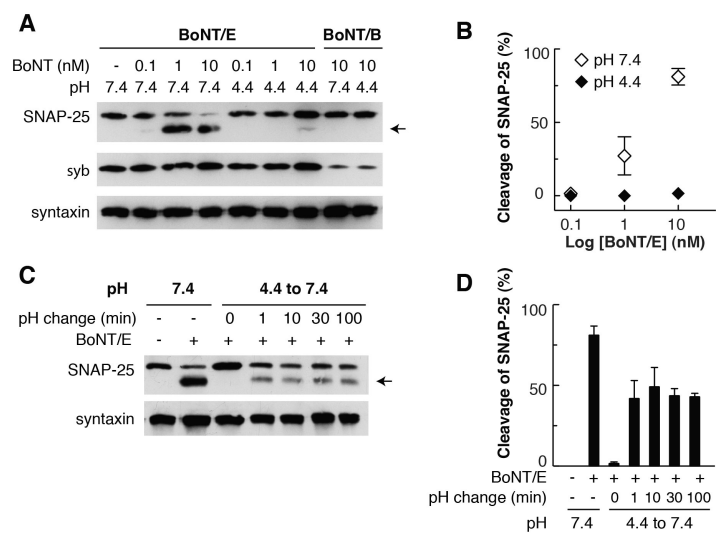 A
BoNT/E BoNT/B
BoNT (nM) - 0.1 1 10 0.1 1 10 10 10
pH 7.4 7.4 7.4 7.4 4.4 4.4 4.4 7.4 4.4
SNAP-25
syb
syntaxin
B
Cleavage of SNAP-25 (%)
100
50
0
pH 7.4
pH 4.4
0.1 1 10
Log [BoNT/E] (nM)
C
pH 7.4 4.4 to 7.4
pH change (min) - - 0 1 10 30 100
BoNT/E - + + + + + +
SNAP-25
syntaxin
D
Cleavage of SNAP-25 (%)
100
50
0
BoNT/E - + + + + + +
pH change (min) - - 0 1 10 30 100
pH 7.4 4.4 to 7.4